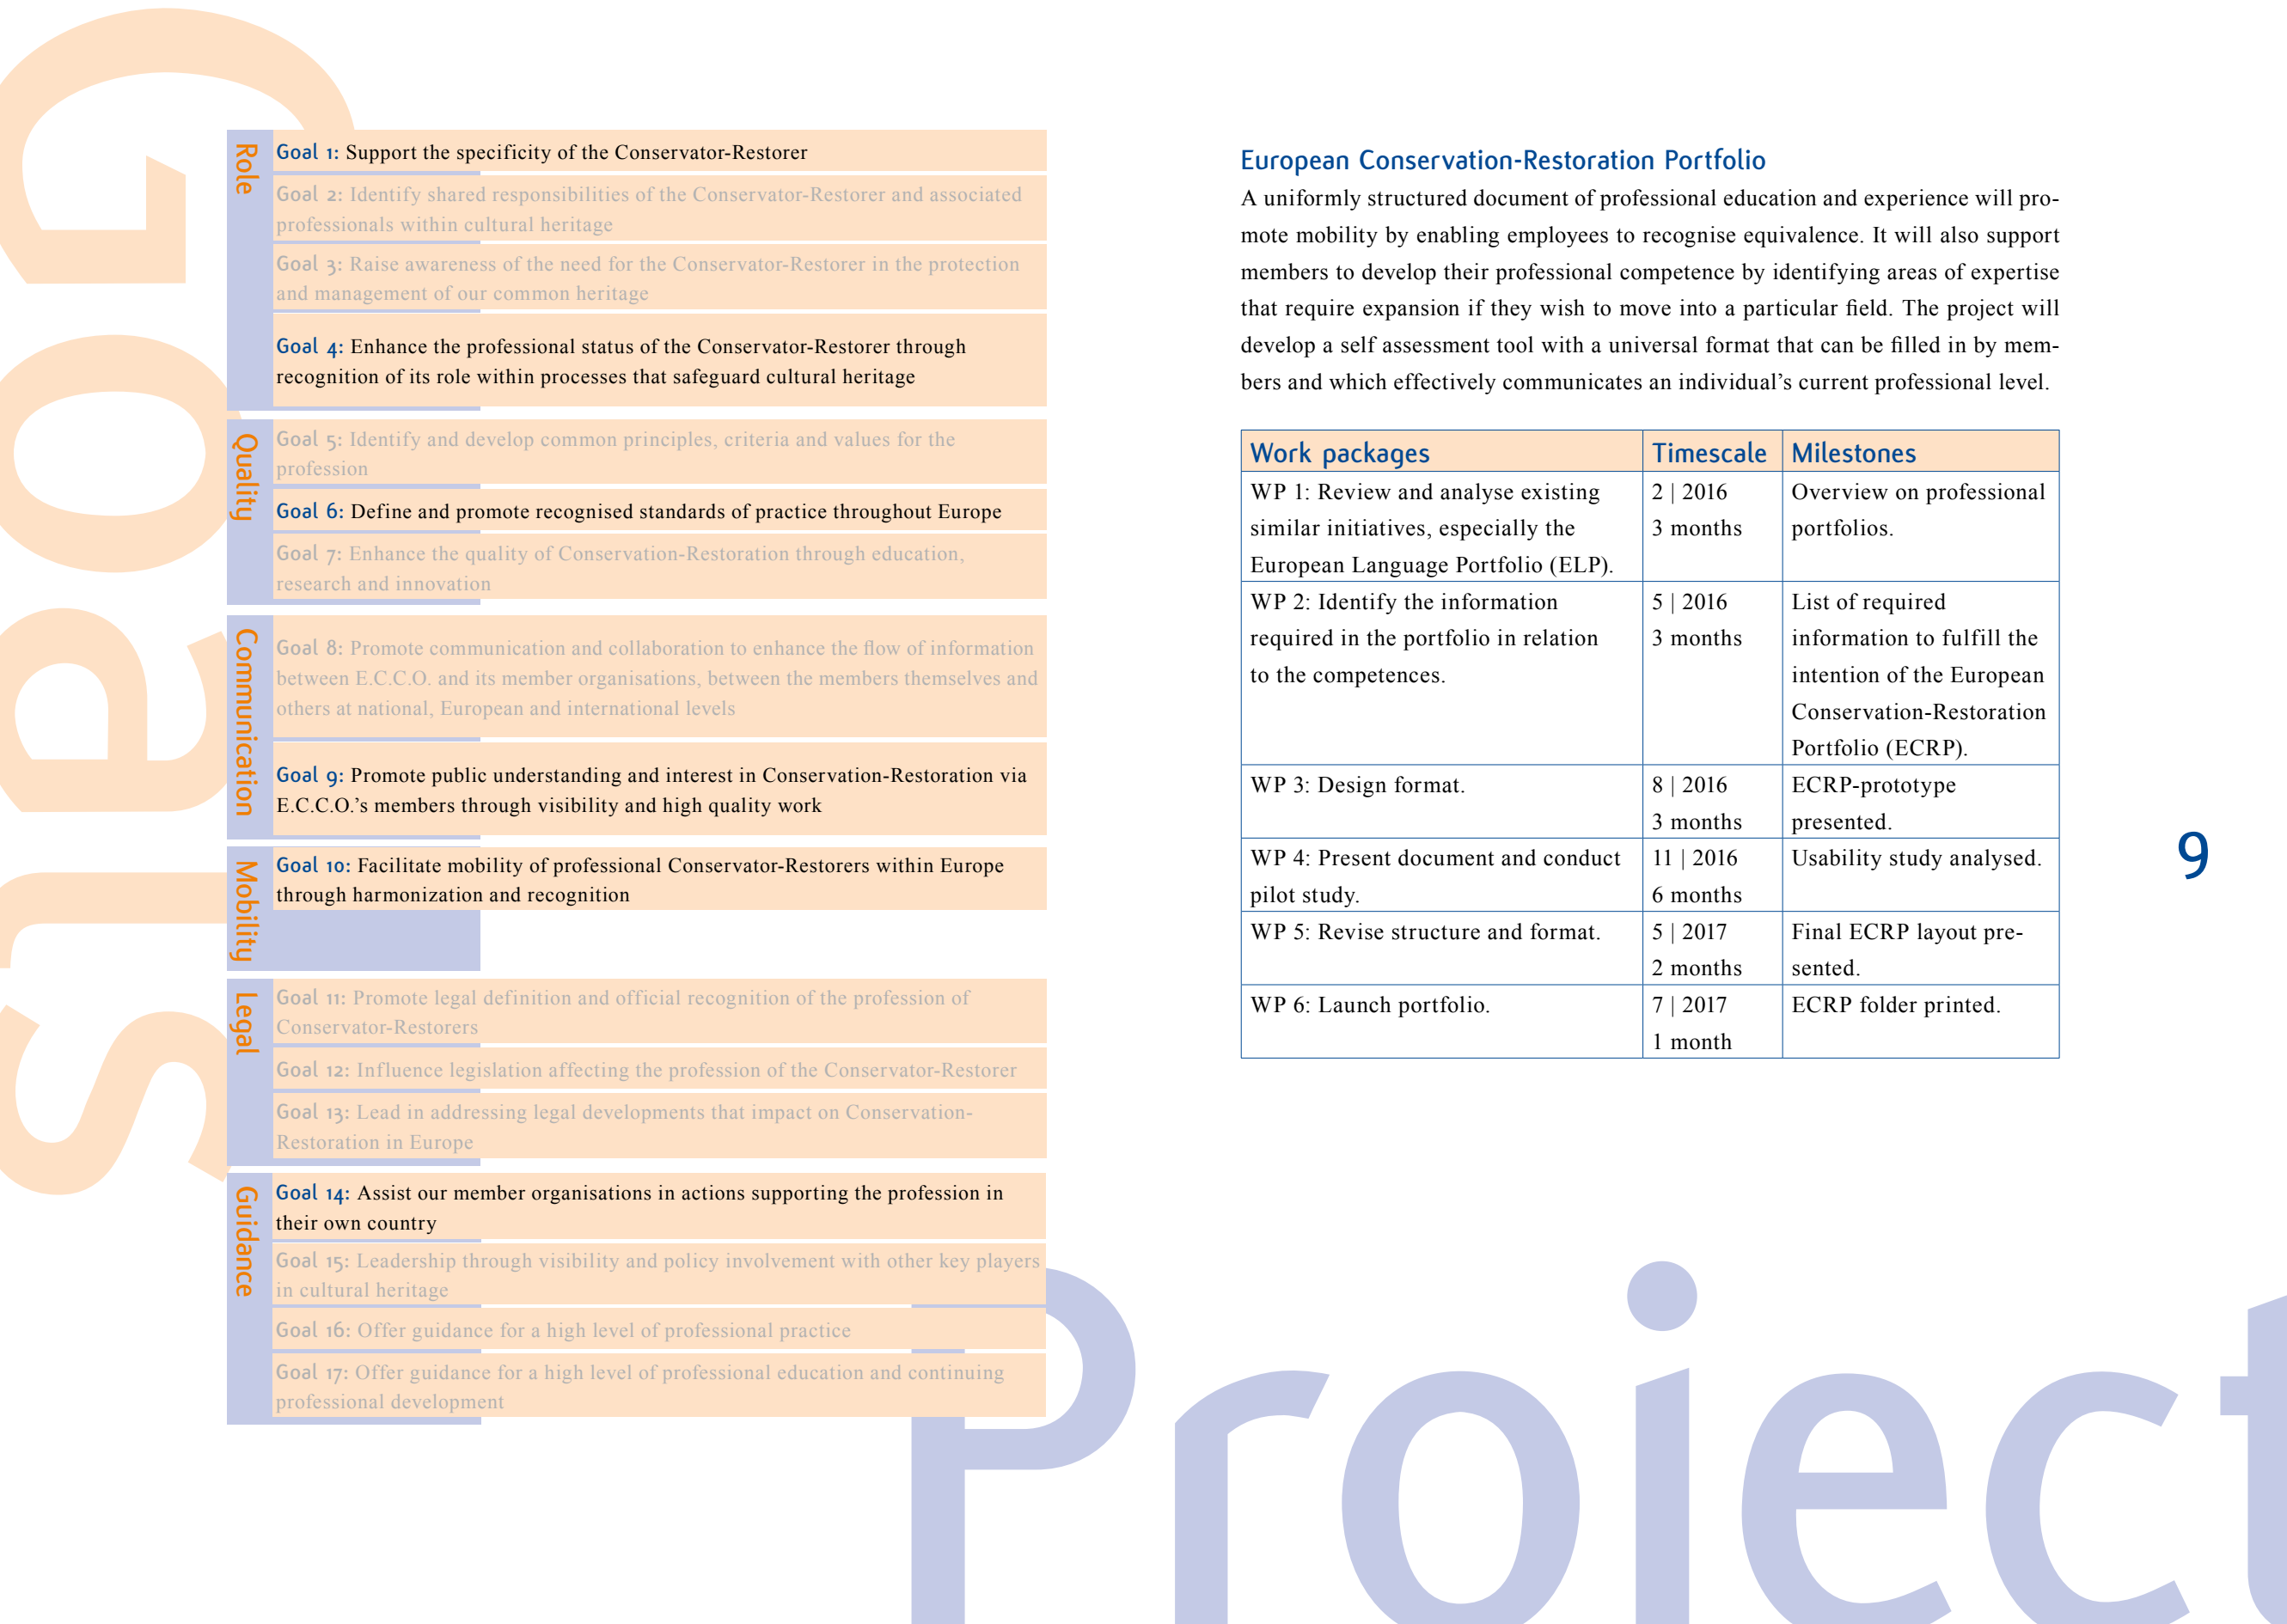 Goals
Role
Goal 1: Support the specificity of the Conservator-Restorer
Goal 2: Identify shared responsibilities of the Conservator-Restorer and associated
professionals within cultural heritage
Goal 3: Raise awareness of the need for the Conservator-Restorer in the protection
and management of our common heritage
Goal 4: Enhance the professional status of the Conservator-Restorer through
recognition of its role within processes that safeguard cultural heritage
Quality
Goal 5: Identify and develop common principles, criteria and values for the
profession
Goal 6: Define and promote recognised standards of practice throughout Europe
Goal 7: Enhance the quality of Conservation-Restoration through education,
research and innovation
Communication
Goal 8: Promote communication and collaboration to enhance the flow of information
between E.C.C.O. and its member organisations, between the members themselves and
others at national, European and international levels
Goal 9: Promote public understanding and interest in Conservation-Restoration via
E.C.C.O.’s members through visibility and high quality work
Mobility
Goal 10: Facilitate mobility of professional Conservator-Restorers within Europe
through harmonization and recognition
Legal
Goal 11: Promote legal definition and official recognition of the profession of
Conservator-Restorers
Goal 12: Influence legislation affecting the profession of the Conservator-Restorer
Goal 13: Lead in addressing legal developments that impact on Conservation-
Restoration in Europe
Guidance
Goal 14: Assist our member organisations in actions supporting the profession in
their own country
Goal 15: Leadership through visibility and policy involvement with other key players
in cultural heritage
Goal 16: Offer guidance for a high level of professional practice
Goal 17: Offer guidance for a high level of professional education and continuing
professional development
European Conservation-Restoration Portfolio
A uniformly structured document of professional education and experience will pro-
mote mobility by enabling employees to recognise equivalence. It will also support
members to develop their professional competence by identifying areas of expertise
that require expansion if they wish to move into a particular field. The project will
develop a self assessment tool with a universal format that can be filled in by mem-
bers and which effectively communicates an individual’s current professional level.
Work packages Timescale Milestones
WP 1: Review and analyse existing 2 | 2016 Overview on professional
similar initiatives, especially the 3 months portfolios.
European Language Portfolio (ELP).
WP 2: Identify the information 5 | 2016 List of required
required in the portfolio in relation 3 months information to fulfill the
to the competences. intention of the European
Conservation-Restoration
Portfolio (ECRP).
WP 3: Design format. 8 | 2016 ECRP-prototype
3 months presented.
WP 4: Present document and conduct 11 | 2016 Usability study analysed.
pilot study. 6 months
WP 5: Revise structure and format. 5 | 2017 Final ECRP layout pre-
2 months sented.
WP 6: Launch portfolio. 7 | 2017 ECRP folder printed.
1 month
9
Project